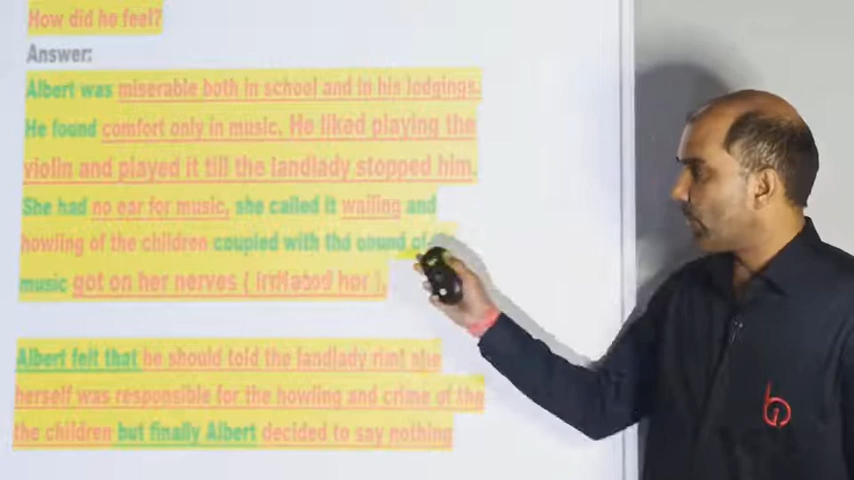 How did he feel?
Answer:
Albert was miserable both in school and in his lodgings.
He found comfort only in music. He liked playing the
violin and played it till the landlady stopped him.
She had no ear for music, she called it wailing and
howling of the children coupled with the sound of
music got on her nerves ( irritated her ).
Albert felt that he should told the landlady that she
herself was responsible for the howling and crime of the
the children but finally Albert decided to say nothing